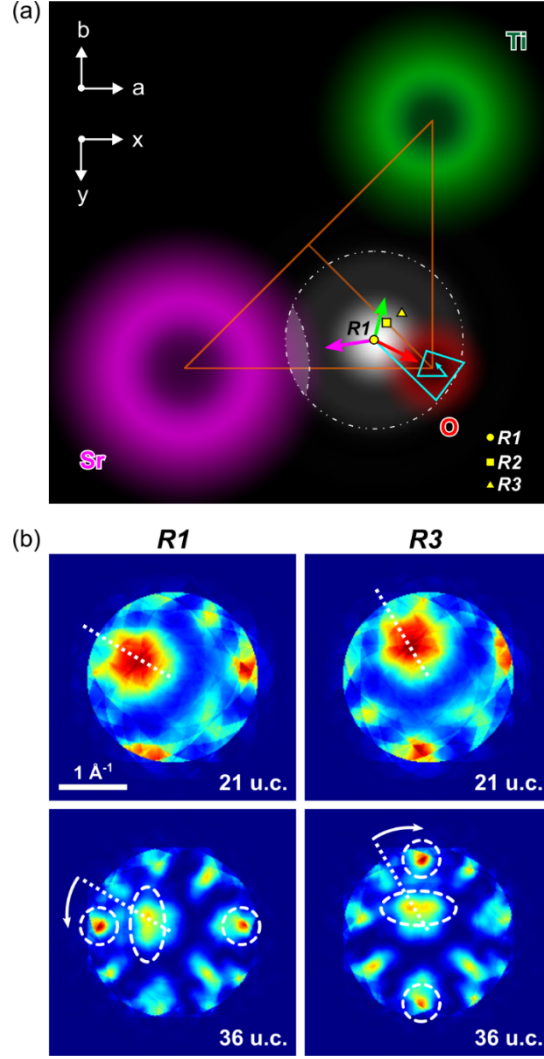 (a)
b
a
x
y
Ti
R1
Sr
O
R1
R2
R3
(b)
R1 R3
1 Å-1
21 u.c. 21 u.c.
36 u.c. 36 u.c.